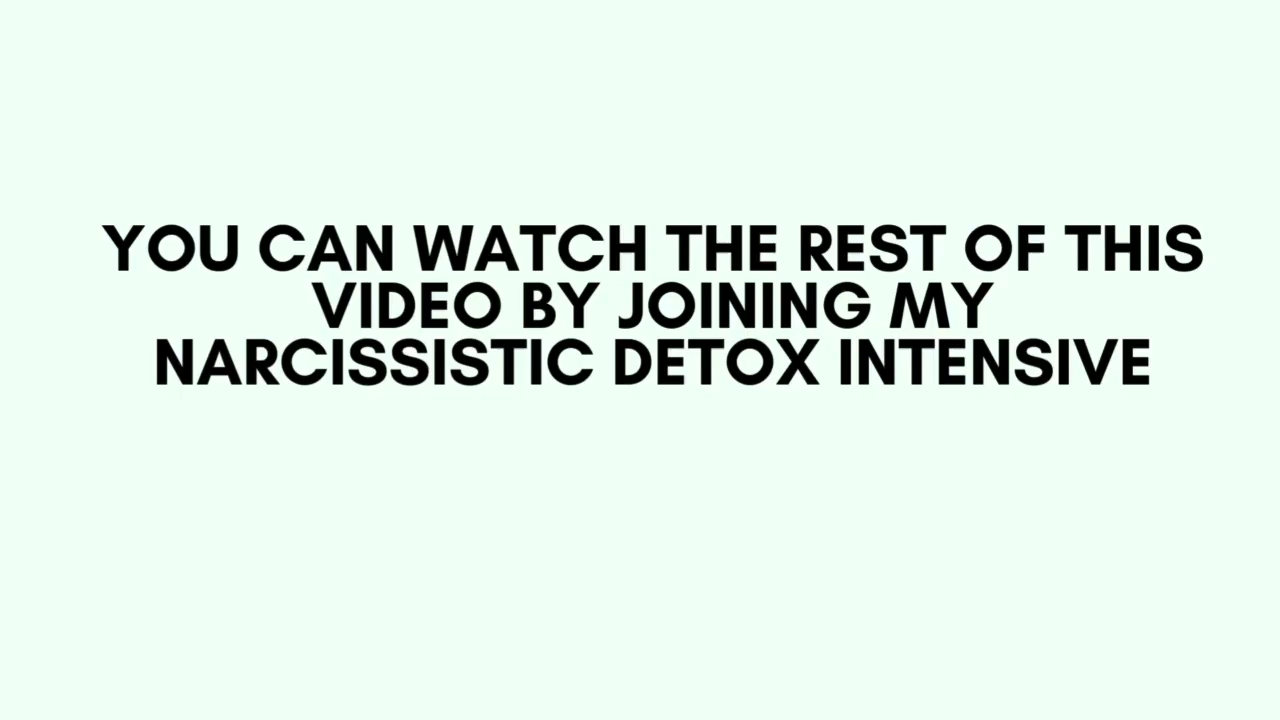 YOU CAN WATCH THE REST OF THIS
VIDEO BY JOINING MY
NARCISSISTIC DETOX INTENSIVE